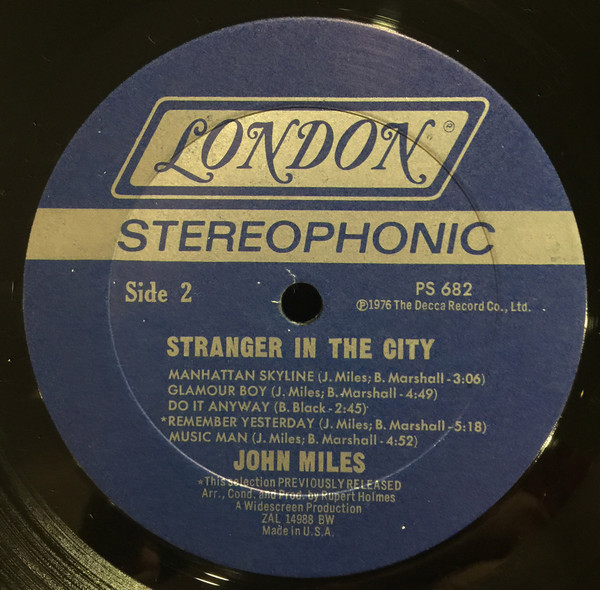 LONDON ©
STEREOPHONIC
Side 2
PS 682
℗1976 The Decca Record Co., Ltd.
STRANGER IN THE CITY
MANHATTAN SKYLINE (J. Miles; B. Marshall - 3:06)
GLAMOUR BOY (J. Miles; B. Marshall - 4:49)
DO IT ANYWAY (B. Black - 2:45)
*REMEMBER YESTERDAY (J. Miles; B. Marshall - 5:18)
MUSIC MAN (J. Miles; B. Marshall - 4:52)
JOHN MILES
*This selection PREVIOUSLY RELEASED
Arr., Cond. and Prod. by Rupert Holmes
A Widescreen Production
ZAL 14988 BW
Made in U.S.A.